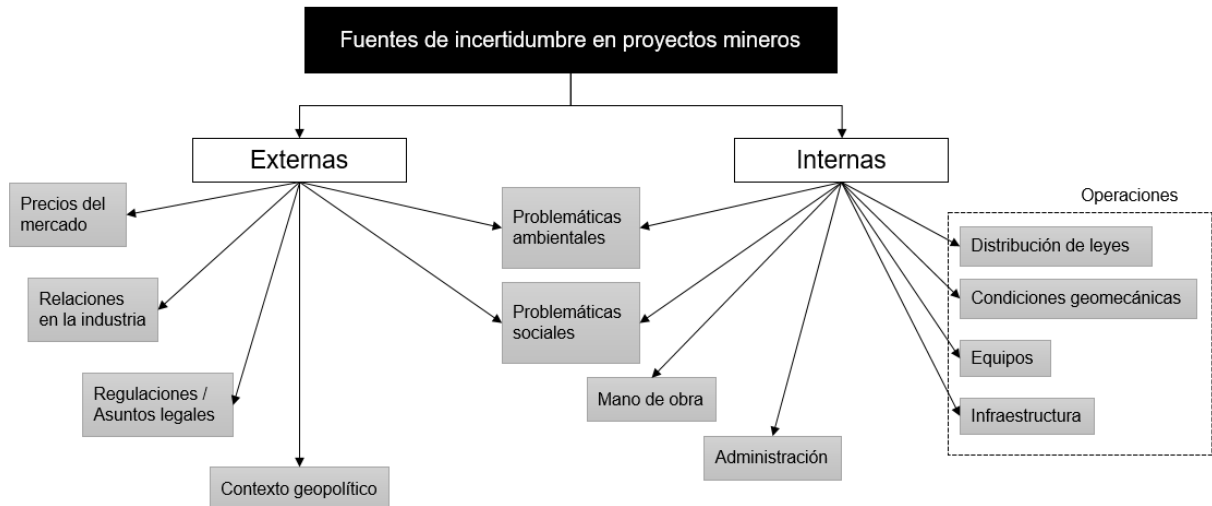 Fuentes de incertidumbre en proyectos mineros
Externas
Internas
Precios del
mercado
Relaciones
en la industria
Regulaciones /
Asuntos legales
Contexto geopolítico
Problemáticas
ambientales
Problemáticas
sociales
Mano de obra
Administración
Operaciones
Distribución de leyes
Condiciones geomecánicas
Equipos
Infraestructura